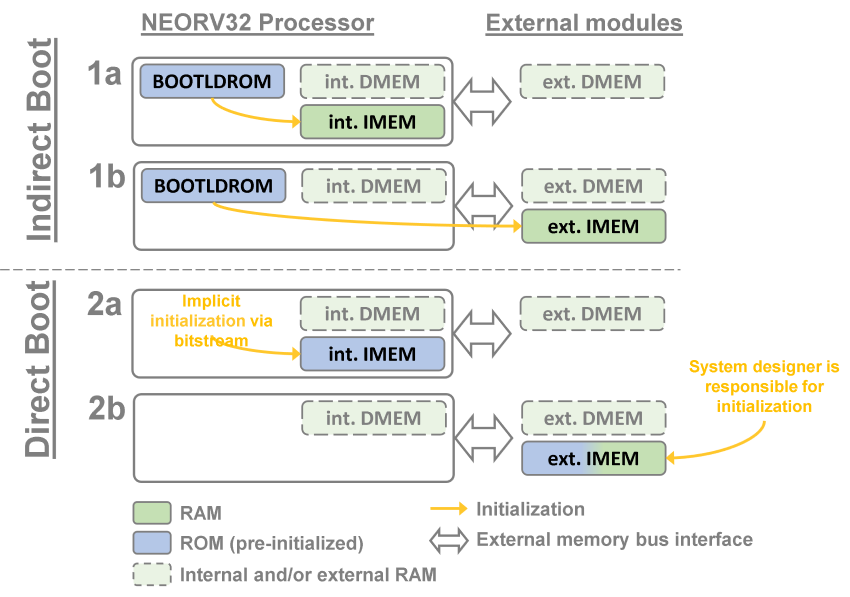 NEORV32 Processor
External modules
Indirect Boot
1a
BOOTLDROM
int. DMEM
int. IMEM
ext. DMEM
1b
BOOTLDROM
int. DMEM
ext. DMEM
ext. IMEM
Direct Boot
2a
Implicit
initialization via
bitstream
int. DMEM
int. IMEM
ext. DMEM
System designer is
responsible for
initialization
2b
int. DMEM
ext. DMEM
ext. IMEM
RAM
ROM (pre-initialized)
Internal and/or external RAM
Initialization
External memory bus interface